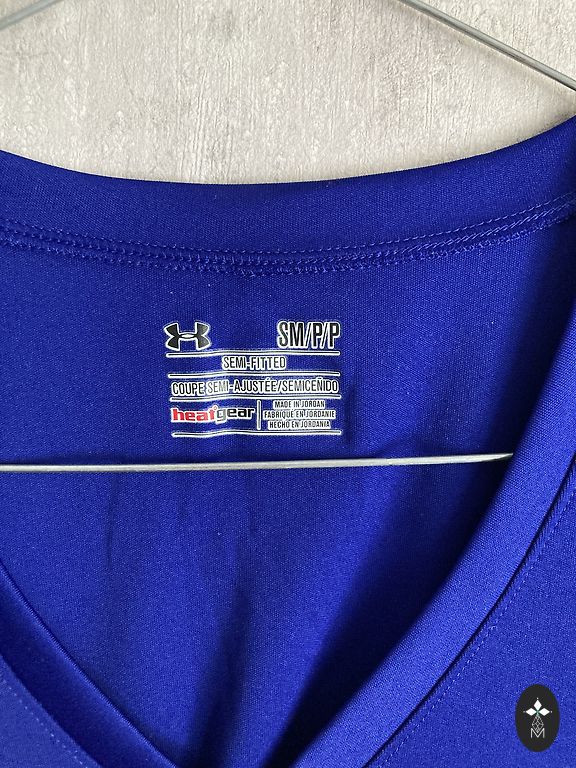 SM/P/P
SEMI-FITTED
COUPE SEMI-AJUSTÉE/SEMICEÑIDO
heatgear
MADE IN JORDAN
FABRIQUÉ EN JORDANIE
HECHO EN JORDANIA
M